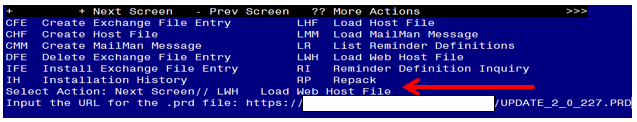 + + Next Screen - Prev Screen ?? More Actions >>>
CFE Create Exchange File Entry LHF Load Host File
CHF Create Host File LMM Load MailMan Message
CMM Create MailMan Message LR List Reminder Definitions
DFE Delete Exchange File Entry LWH Load Web Host File
IFE Install Exchange File Entry RI Reminder Definition Inquiry
IH Installation History RP Repack
Select Action: Next Screen// LWH Load Web Host File
Input the URL for the .prd file: https:// /UPDATE_2_0_227.PRD